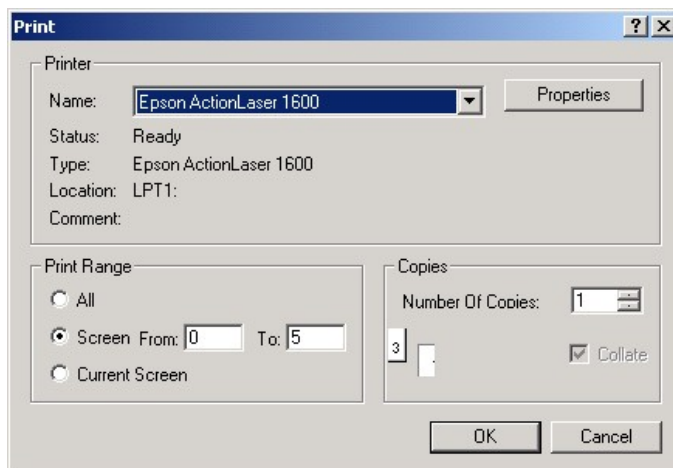 Print
Printer
Name: Epson ActionLaser 1600 Properties
Status: Ready
Type: Epson ActionLaser 1600
Location: LPT1:
Comment:
Print Range
All
Screen From: 0 To: 5
Current Screen
Copies
Number Of Copies: 1
3
Collate
OK Cancel